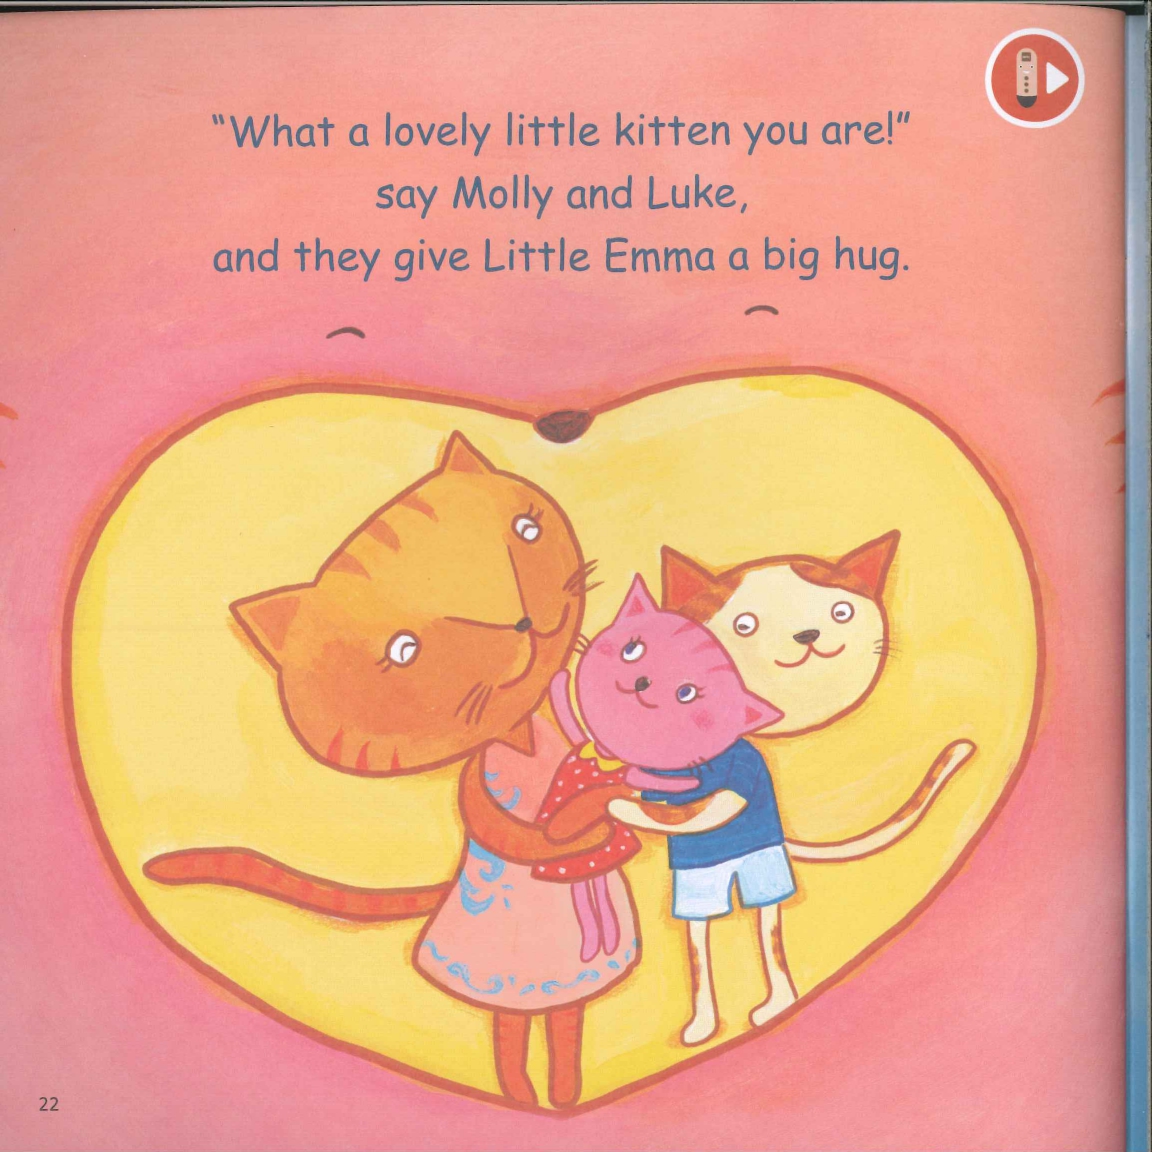 “What a lovely little kitten you are!”
say Molly and Luke,
and they give Little Emma a big hug.
22